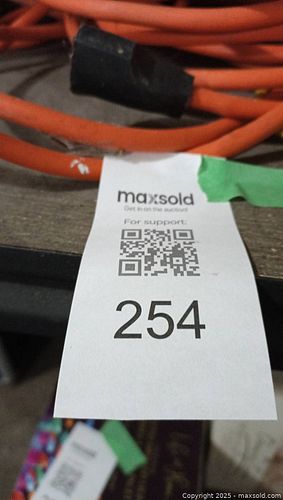 maxsold
Get in on the auction!
For support:
254
Copyright 2025 - maxsold.com